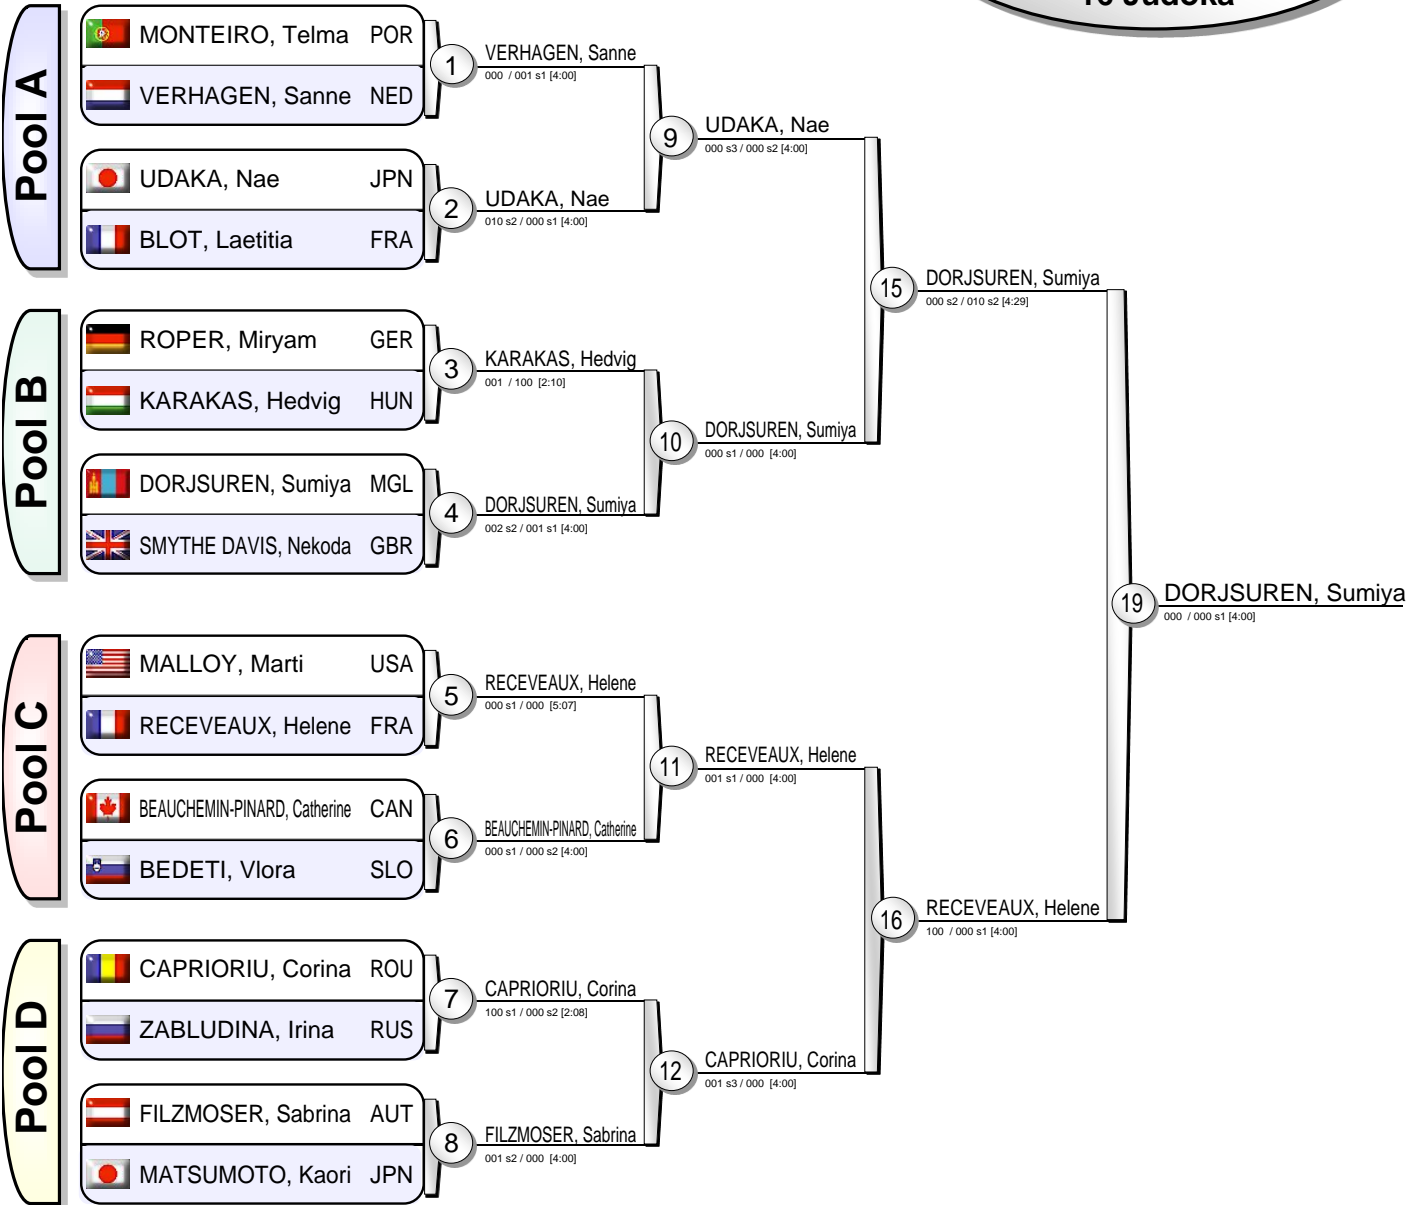 16 Judoka
Pool A
MONTEIRO, Telma POR
VERHAGEN, Sanne NED
1
VERHAGEN, Sanne
000 / 001 s1 [4:00]
UDAKA, Nae JPN
BLOT, Laetitia FRA
2
UDAKA, Nae
010 s2 / 000 s1 [4:00]
9
UDAKA, Nae
000 s3 / 000 s2 [4:00]
Pool B
ROPER, Miryam GER
KARAKAS, Hedvig HUN
3
KARAKAS, Hedvig
001 / 100 [2:10]
DORJSUREN, Sumiya MGL
SMYTHE DAVIS, Nekoda GBR
4
DORJSUREN, Sumiya
002 s2 / 001 s1 [4:00]
10
DORJSUREN, Sumiya
000 s1 / 000 [4:00]
15
DORJSUREN, Sumiya
000 s2 / 010 s2 [4:29]
Pool C
MALLOY, Marti USA
RECEVEAUX, Helene FRA
5
RECEVEAUX, Helene
000 s1 / 000 [5:07]
BEAUCHEMIN-PINARD, Catherine CAN
BEDETI, Vlora SLO
6
BEAUCHEMIN-PINARD, Catherine
000 s1 / 000 s2 [4:00]
11
RECEVEAUX, Helene
001 s1 / 000 [4:00]
Pool D
CAPRIORIU, Corina ROU
ZABLUDINA, Irina RUS
7
CAPRIORIU, Corina
100 s1 / 000 s2 [2:08]
FILZMOSER, Sabrina AUT
MATSUMOTO, Kaori JPN
8
FILZMOSER, Sabrina
001 s2 / 000 [4:00]
12
CAPRIORIU, Corina
001 s3 / 000 [4:00]
16
RECEVEAUX, Helene
100 / 000 s1 [4:00]
19
DORJSUREN, Sumiya
000 / 000 s1 [4:00]